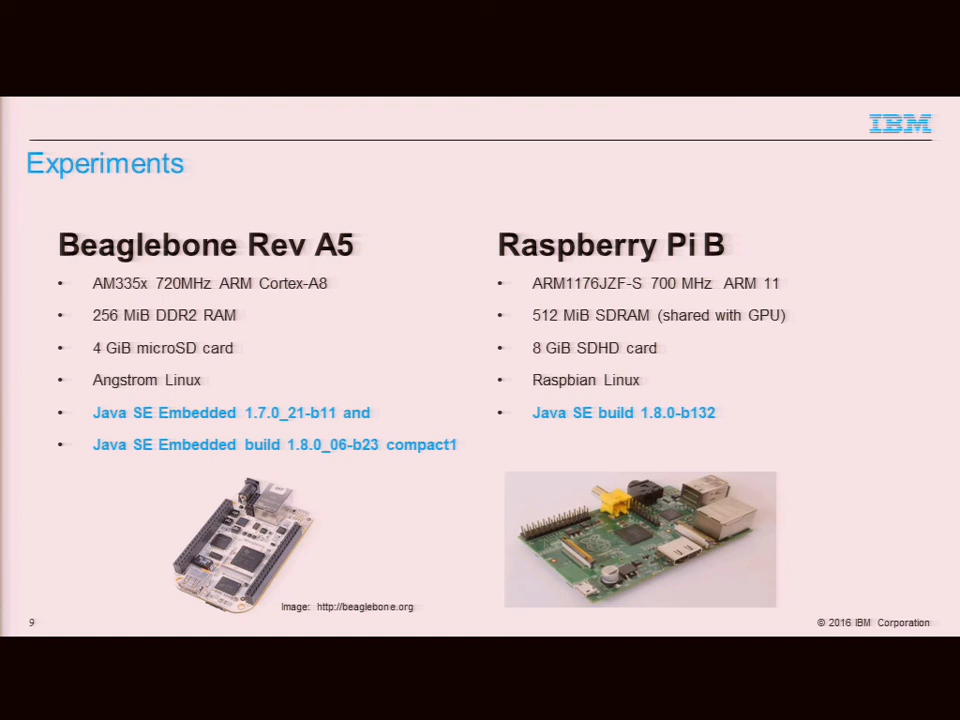 IBM
Experiments
Beaglebone Rev A5
• AM335x 720MHz ARM Cortex-A8
• 256 MiB DDR2 RAM
• 4 GiB microSD card
• Angstrom Linux
• Java SE Embedded 1.7.0_21-b11 and
• Java SE Embedded build 1.8.0_06-b23 compact1
Image: http://beaglebone.org
Raspberry Pi B
• ARM1176JZF-S 700 MHz ARM 11
• 512 MiB SDRAM (shared with GPU)
• 8 GiB SDHD card
• Raspbian Linux
• Java SE build 1.8.0-b132
9
© 2016 IBM Corporation